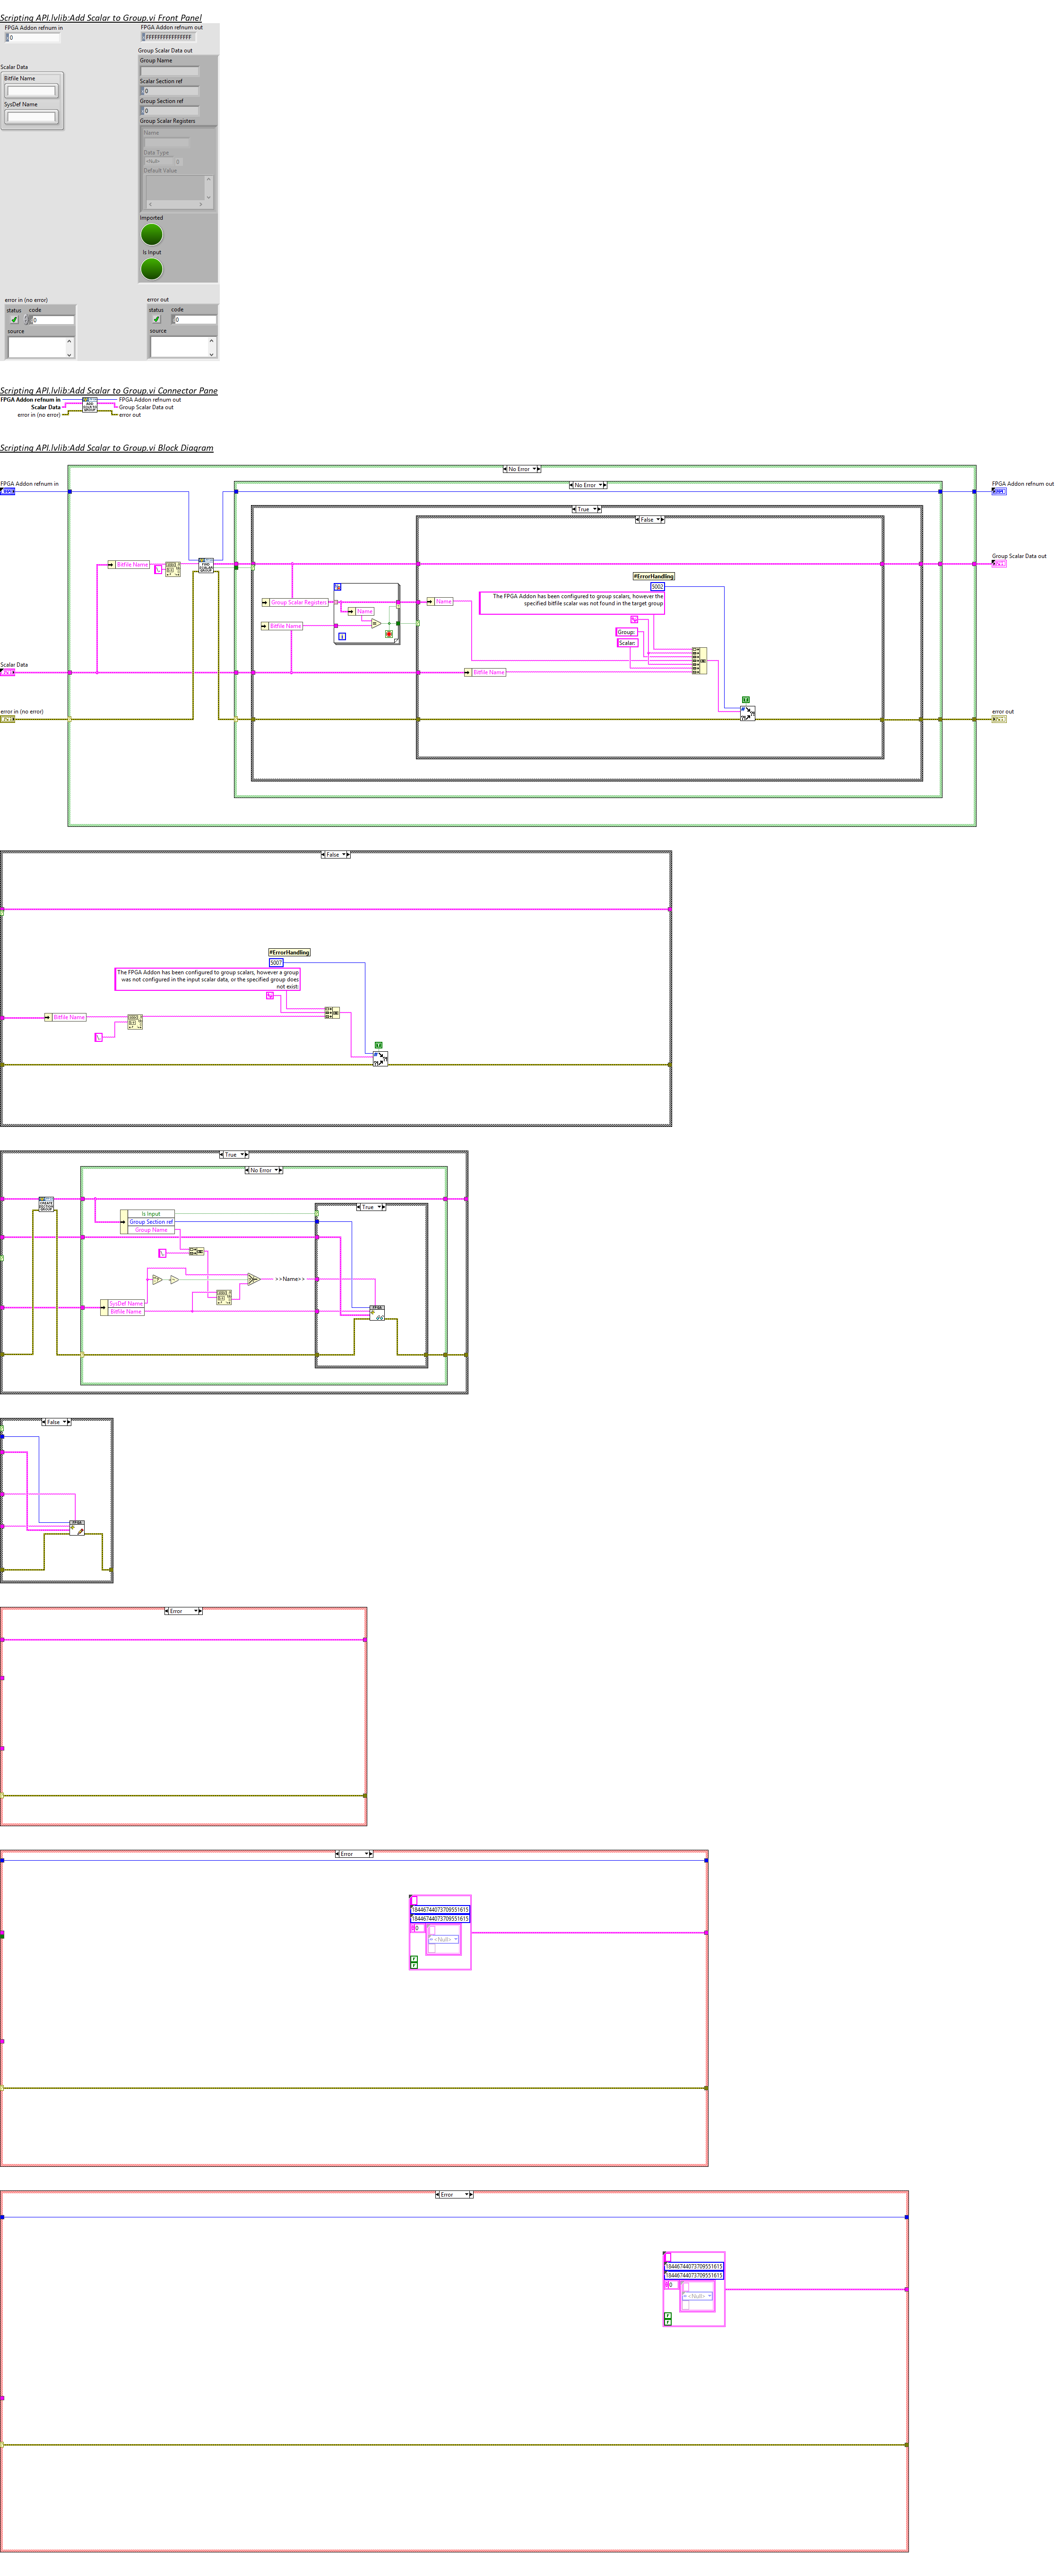 Scripting API.lvlib:Add Scalar to Group.vi Front Panel
FPGA Addon refnum in
FPGA Addon refnum out
0
FFFFFFFFFFFFFFFF
Group Scalar Data out
Group Name
Scalar Data
Bitfile Name
Scalar Section ref
0
SysDef Name
Group Section ref
0
Group Scalar Registers
Name
Data Type
<Null>
Default Value
Imported
Is Input
error in (no error)
error out
status code
status code
0
0
source
source
Scripting API.lvlib:Add Scalar to Group.vi Connector Pane
FPGA Addon refnum in
FPGA Addon refnum out
Scalar Data
Group Scalar Data out
error in (no error)
error out
Scripting API.lvlib:Add Scalar to Group.vi Block Diagram
No Error
FPGA Addon refnum in
No Error
FPGA Addon refnum out
True
False
Group Scalar Data out
Bitfile Name
#ErrorHandling
5002
The FPGA Addon has been configured to group scalars, however the
specified bitfile scalar was not found in the target group
Group Scalar Registers
Name
Name
Bitfile Name
Group:
Scalar:
Scalar Data
Bitfile Name
error in (no error)
error out
False
#ErrorHandling
5007
The FPGA Addon has been configured to group scalars, however a group
was not configured in the input scalar data, or the specified group does
not exist:
Bitfile Name
True
No Error
True
Is Input
Group Section ref
Group Name
>>Name>>
SysDef Name
Bitfile Name
False
Error
Error
18446744073709551615
18446744073709551615
0
<Null>
F
F
Error
18446744073709551615
18446744073709551615
0
<Null>
F
F